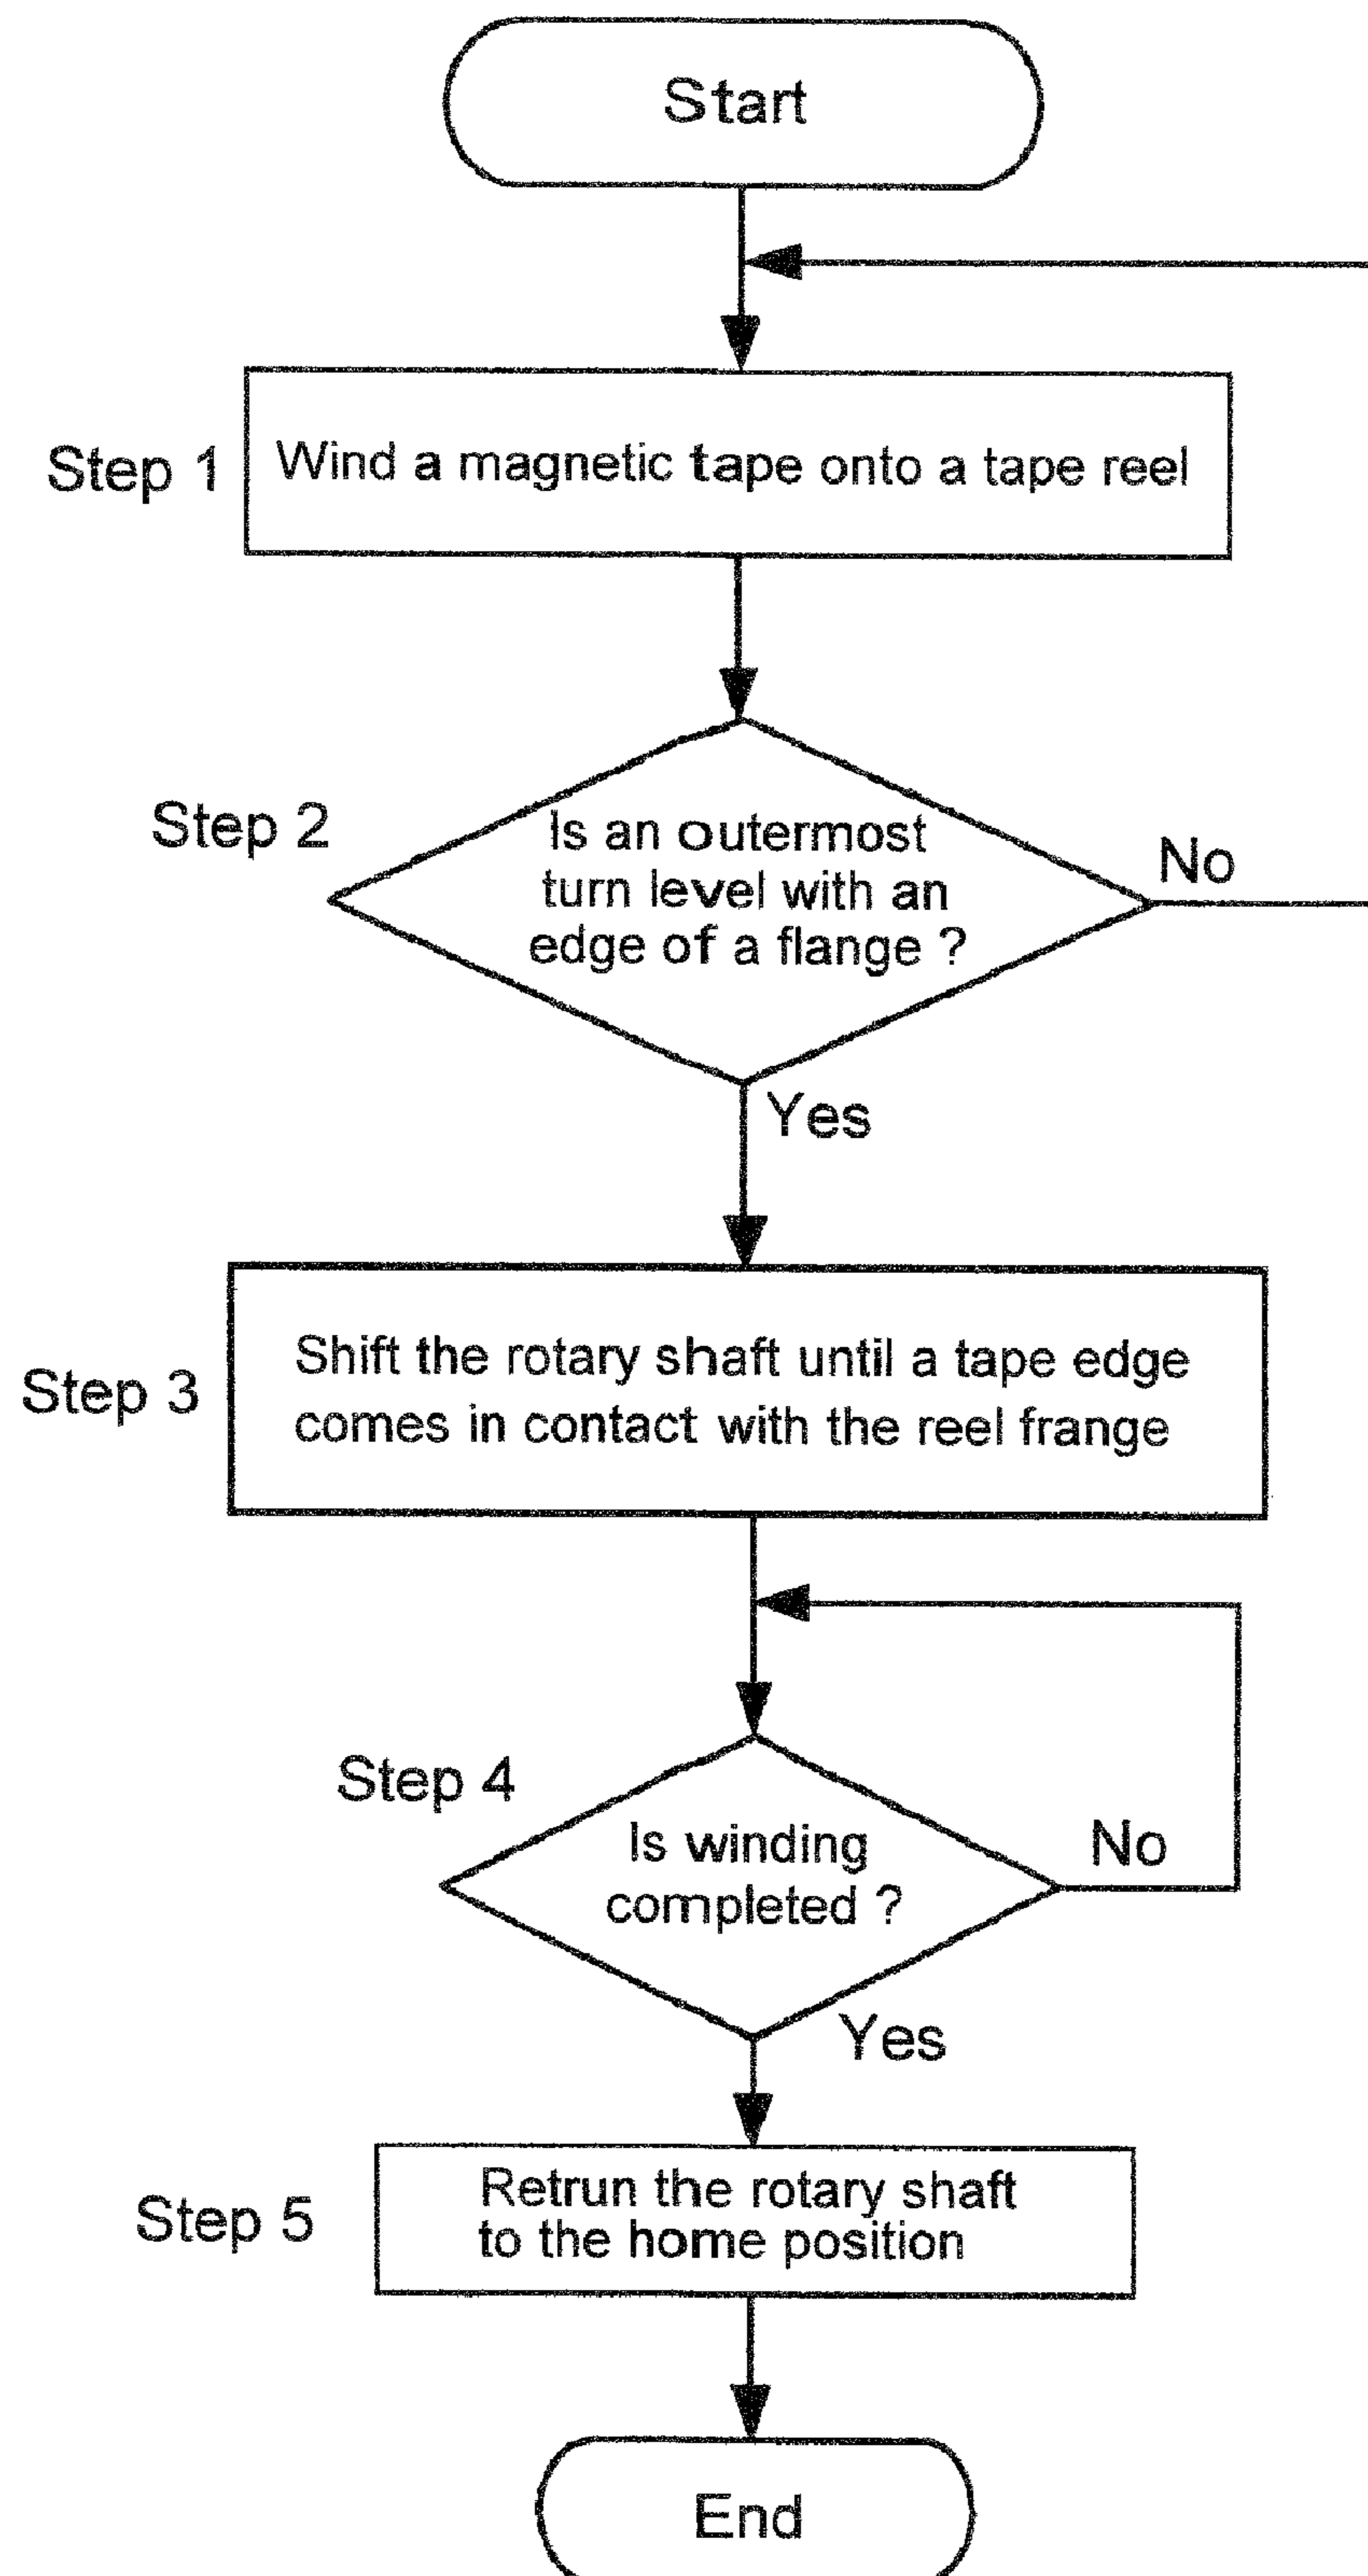 Start
Step 1
Wind a magnetic tape onto a tape reel
Step 2
Is an outermost
turn level with an
edge of a flange ?
No
Yes
Step 3
Shift the rotary shaft until a tape edge
comes in contact with the reel frange
Step 4
Is winding
completed ?
No
Yes
Step 5
Retrun the rotary shaft
to the home position
End